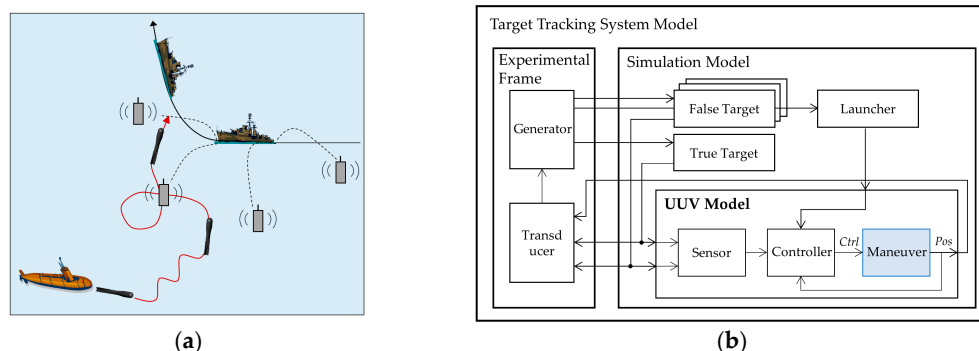 Target Tracking System Model
Experimental
Frame
Simulation Model
Generator
False Target
Launcher
True Target
UUV Model
Transd
ucer
Sensor
Controller
Ctrl
Maneuver
Pos
(a)
(b)